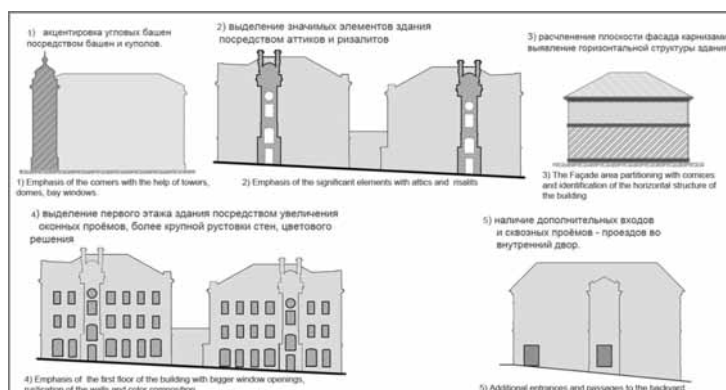 1) акцентировка угловых башен
посредством башен и куполов.
2) выделение значимых элементов здания
посредством аттиков и ризалитов
3) расчленение плоскости фасада карнизами
выявление горизонтальной структуры здания
1) Emphasis of the corners with the help of towers,
domes, bay windows.
2) Emphasis of the significant elements with attics and risalits
3) The Façade area partitioning with cornices
and identification of the horizontal structure of
the building
4) выделение первого этажа здания посредством увеличения
оконных проёмов, более крупной рустовки стен, цветового
решения
5) наличие дополнительных входов
и сквозных проёмов - проездов во
внутренний двор.
4) Emphasis of the first floor of the building with bigger window openings,
rustication of the walls and color composition
5) Additional entrances and passages to the backyard